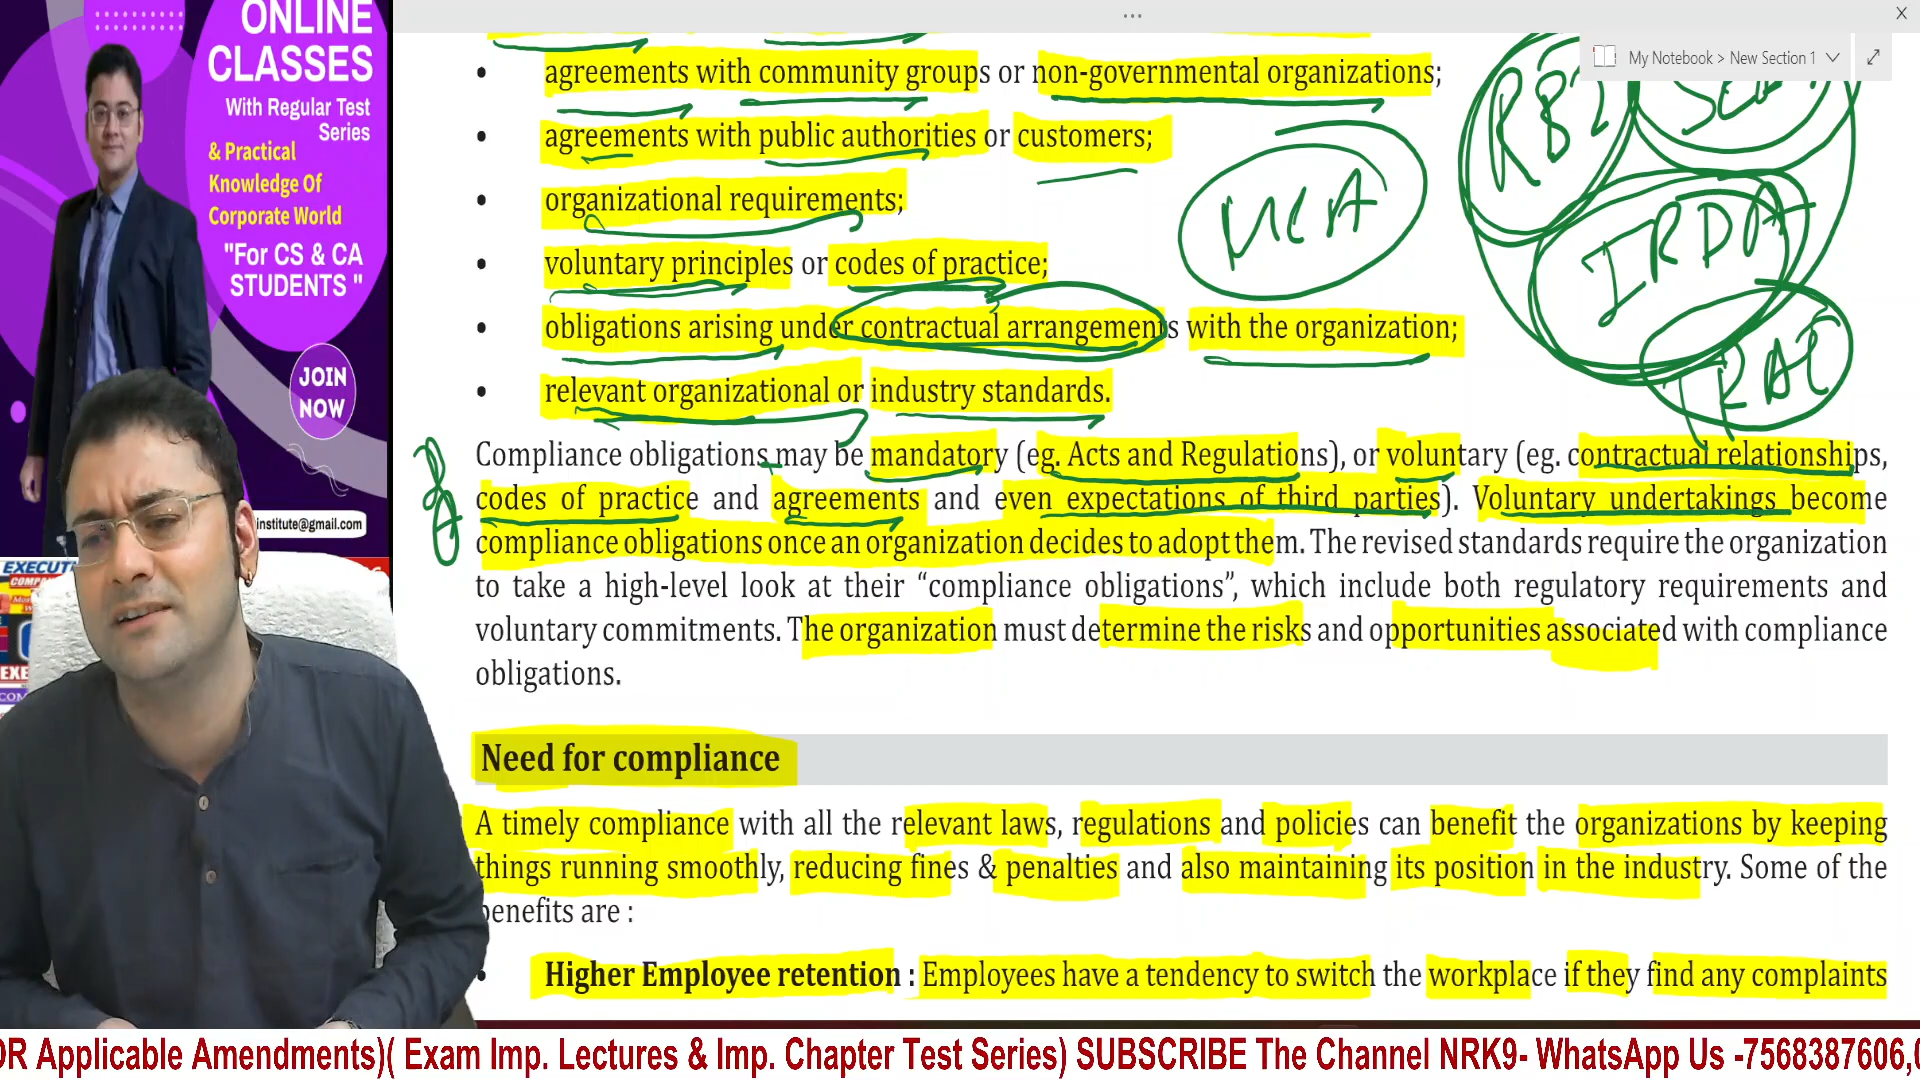 ONLINE
CLASSES
With Regular Test
Series
& Practical
Knowledge Of
Corporate World
"For CS & CA
STUDENTS "
JOIN
NOW
institute@gmail.com
EXECUT
...
X
My Notebook > New Section 1
• agreements with community groups or non-governmental organizations;
• agreements with public authorities or customers;
• organizational requirements;
• voluntary principles or codes of practice;
• obligations arising under contractual arrangements with the organization;
• relevant organizational or industry standards.
MCA
RBI
IRDA
Compliance obligations may be mandatory (eg. Acts and Regulations), or voluntary (eg. contractual relationships,
codes of practice and agreements and even expectations of third parties). Voluntary undertakings become
compliance obligations once an organization decides to adopt them. The revised standards require the organization
to take a high-level look at their “compliance obligations”, which include both regulatory requirements and
voluntary commitments. The organization must determine the risks and opportunities associated with compliance
obligations.
Need for compliance
A timely compliance with all the relevant laws, regulations and policies can benefit the organizations by keeping
things running smoothly, reducing fines & penalties and also maintaining its position in the industry. Some of the
benefits are :
• Higher Employee retention : Employees have a tendency to switch the workplace if they find any complaints
OR Applicable Amendments)( Exam Imp. Lectures & Imp. Chapter Test Series) SUBSCRIBE The Channel NRK9- WhatsApp Us -7568387606,